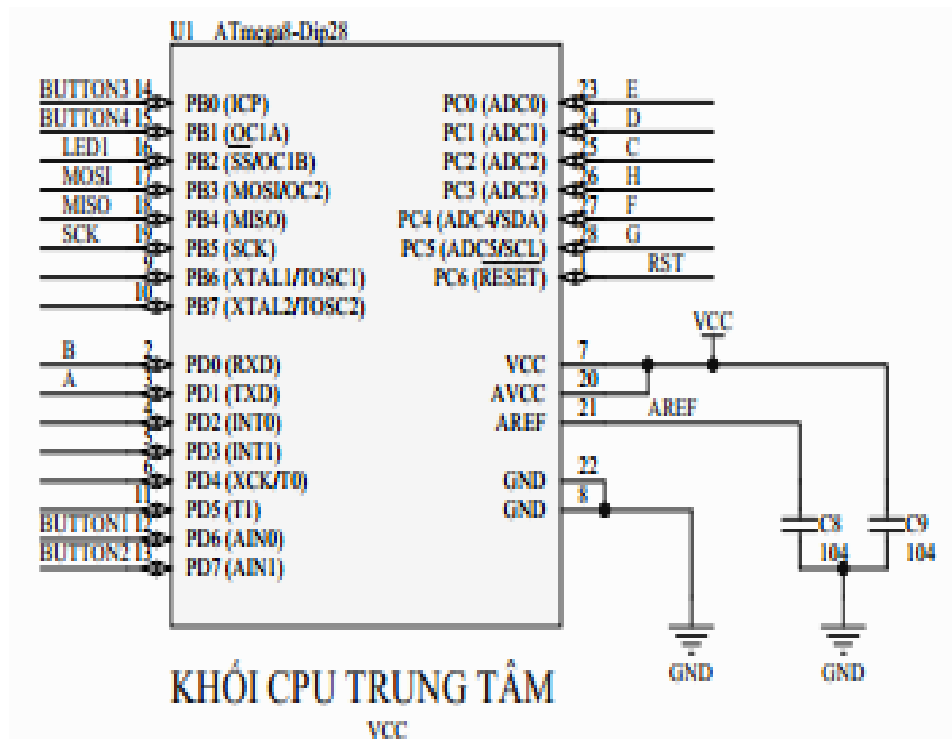 U1 ATmega8-Dip28
BUTTON3 14 PB0 (ICP) PC0 (ADC0) 23 E
BUTTON4 15 PB1 (OC1A) PC1 (ADC1) 24 D
LED1 16 PB2 (SS/OC1B) PC2 (ADC2) 25 C
MOSI 17 PB3 (MOSI/OC2) PC3 (ADC3) 26 H
MISO 18 PB4 (MISO) PC4 (ADC4/SDA) 27 F
SCK 19 PB5 (SCK) PC5 (ADC5/SCL) 28 G
9 PB6 (XTAL1/TOSC1) PC6 (RESET) 1 RST
10 PB7 (XTAL2/TOSC2)
VCC
B 2 PD0 (RXD) VCC 7
A 3 PD1 (TXD) AVCC 20
4 PD2 (INT0) AREF 21 AREF
5 PD3 (INT1)
6 PD4 (XCK/T0) GND 22
11 PD5 (T1) GND 8
BUTTON1 12 PD6 (AIN0)
BUTTON2 13 PD7 (AIN1)
C8 C9
104 104
GND GND
KHỐI CPU TRUNG TÂM
VCC